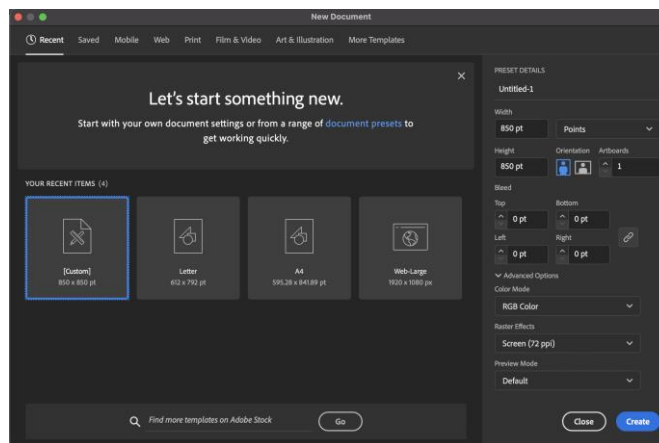 New Document
Recent Saved Mobile Web Print Film & Video Art & Illustration More Templates
Let's start something new.
Start with your own document settings or from a range of document presets to
get working quickly.
YOUR RECENT ITEMS (4)
[Custom]
850 x 850 pt
Letter
612 x 792 pt
A4
595.28 x 841.89 pt
Web-Large
1920 x 1080 px
Find more templates on Adobe Stock
Go
PRESET DETAILS
Untitled-1
Width
850 pt Points
Height Orientation Artboards
850 pt 1
Bleed
Top Bottom
0 pt 0 pt
Left Right
0 pt 0 pt
Advanced Options
Color Mode
RGB Color
Raster Effects
Screen (72 ppi)
Preview Mode
Default
Close Create